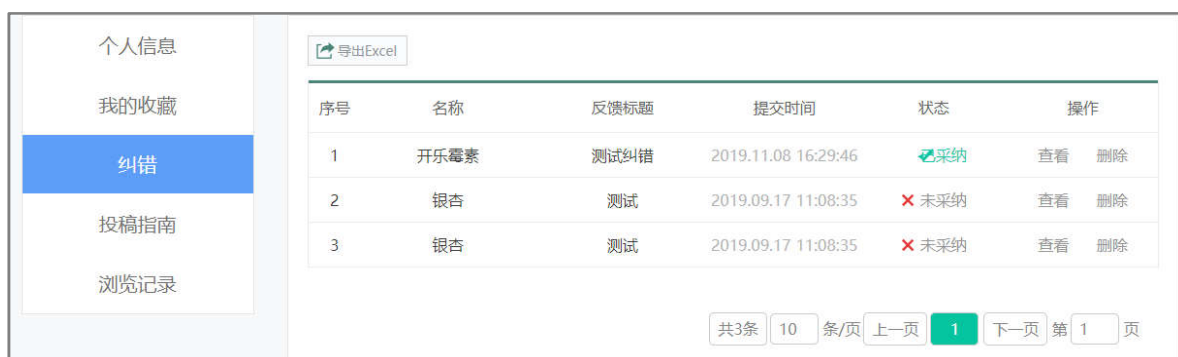 个人信息
我的收藏
纠错
投稿指南
浏览记录
导出Excel
序号 名称 反馈标题 提交时间 状态 操作
1 开乐霉素 测试纠错 2019.11.08 16:29:46 采纳 查看 删除
2 银杏 测试 2019.09.17 11:08:35 未采纳 查看 删除
3 银杏 测试 2019.09.17 11:08:35 未采纳 查看 删除
共3条 10 条/页 上一页 1 下一页 第 1 页